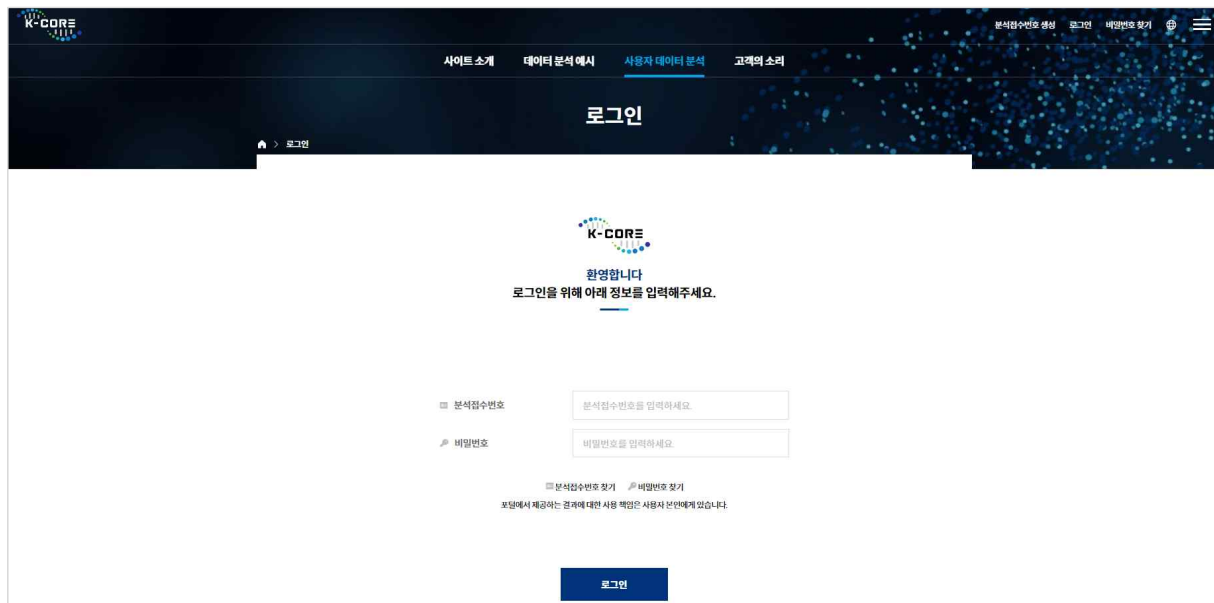 K-CORE
분석접수번호 생성 로그인 비밀번호 찾기
사이트 소개 데이터 분석 예시 사용자 데이터 분석 고객의 소리
로그인
> 로그인
K-CORE
환영합니다
로그인을 위해 아래 정보를 입력해주세요.
분석접수번호 분석접수번호를 입력하세요.
비밀번호 비밀번호를 입력하세요.
분석접수번호 찾기 비밀번호 찾기
포털에서 제공하는 결과에 대한 사용 책임은 사용자 본인에게 있습니다.
로그인